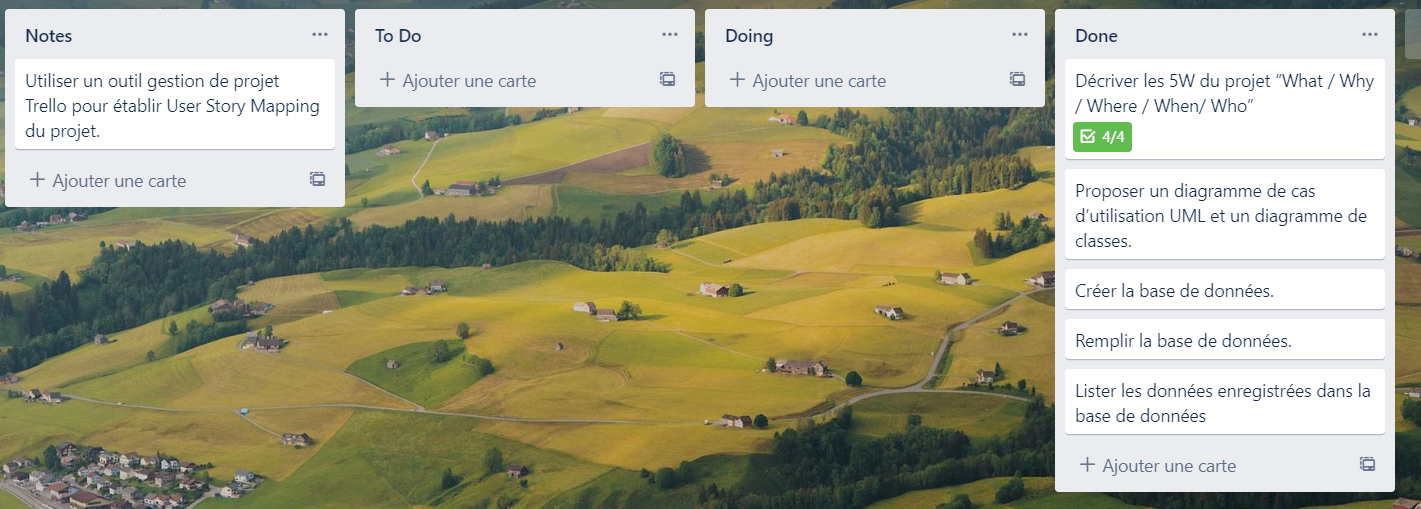 Notes
Utiliser un outil gestion de projet
Trello pour établir User Story Mapping
du projet.
+ Ajouter une carte
To Do
+ Ajouter une carte
Doing
+ Ajouter une carte
Done
Décriver les 5W du projet “What / Why
/ Where / When/ Who”
4/4
Proposer un diagramme de cas
d’utilisation UML et un diagramme de
classes.
Créer la base de données.
Remplir la base de données.
Lister les données enregistrées dans la
base de données
+ Ajouter une carte